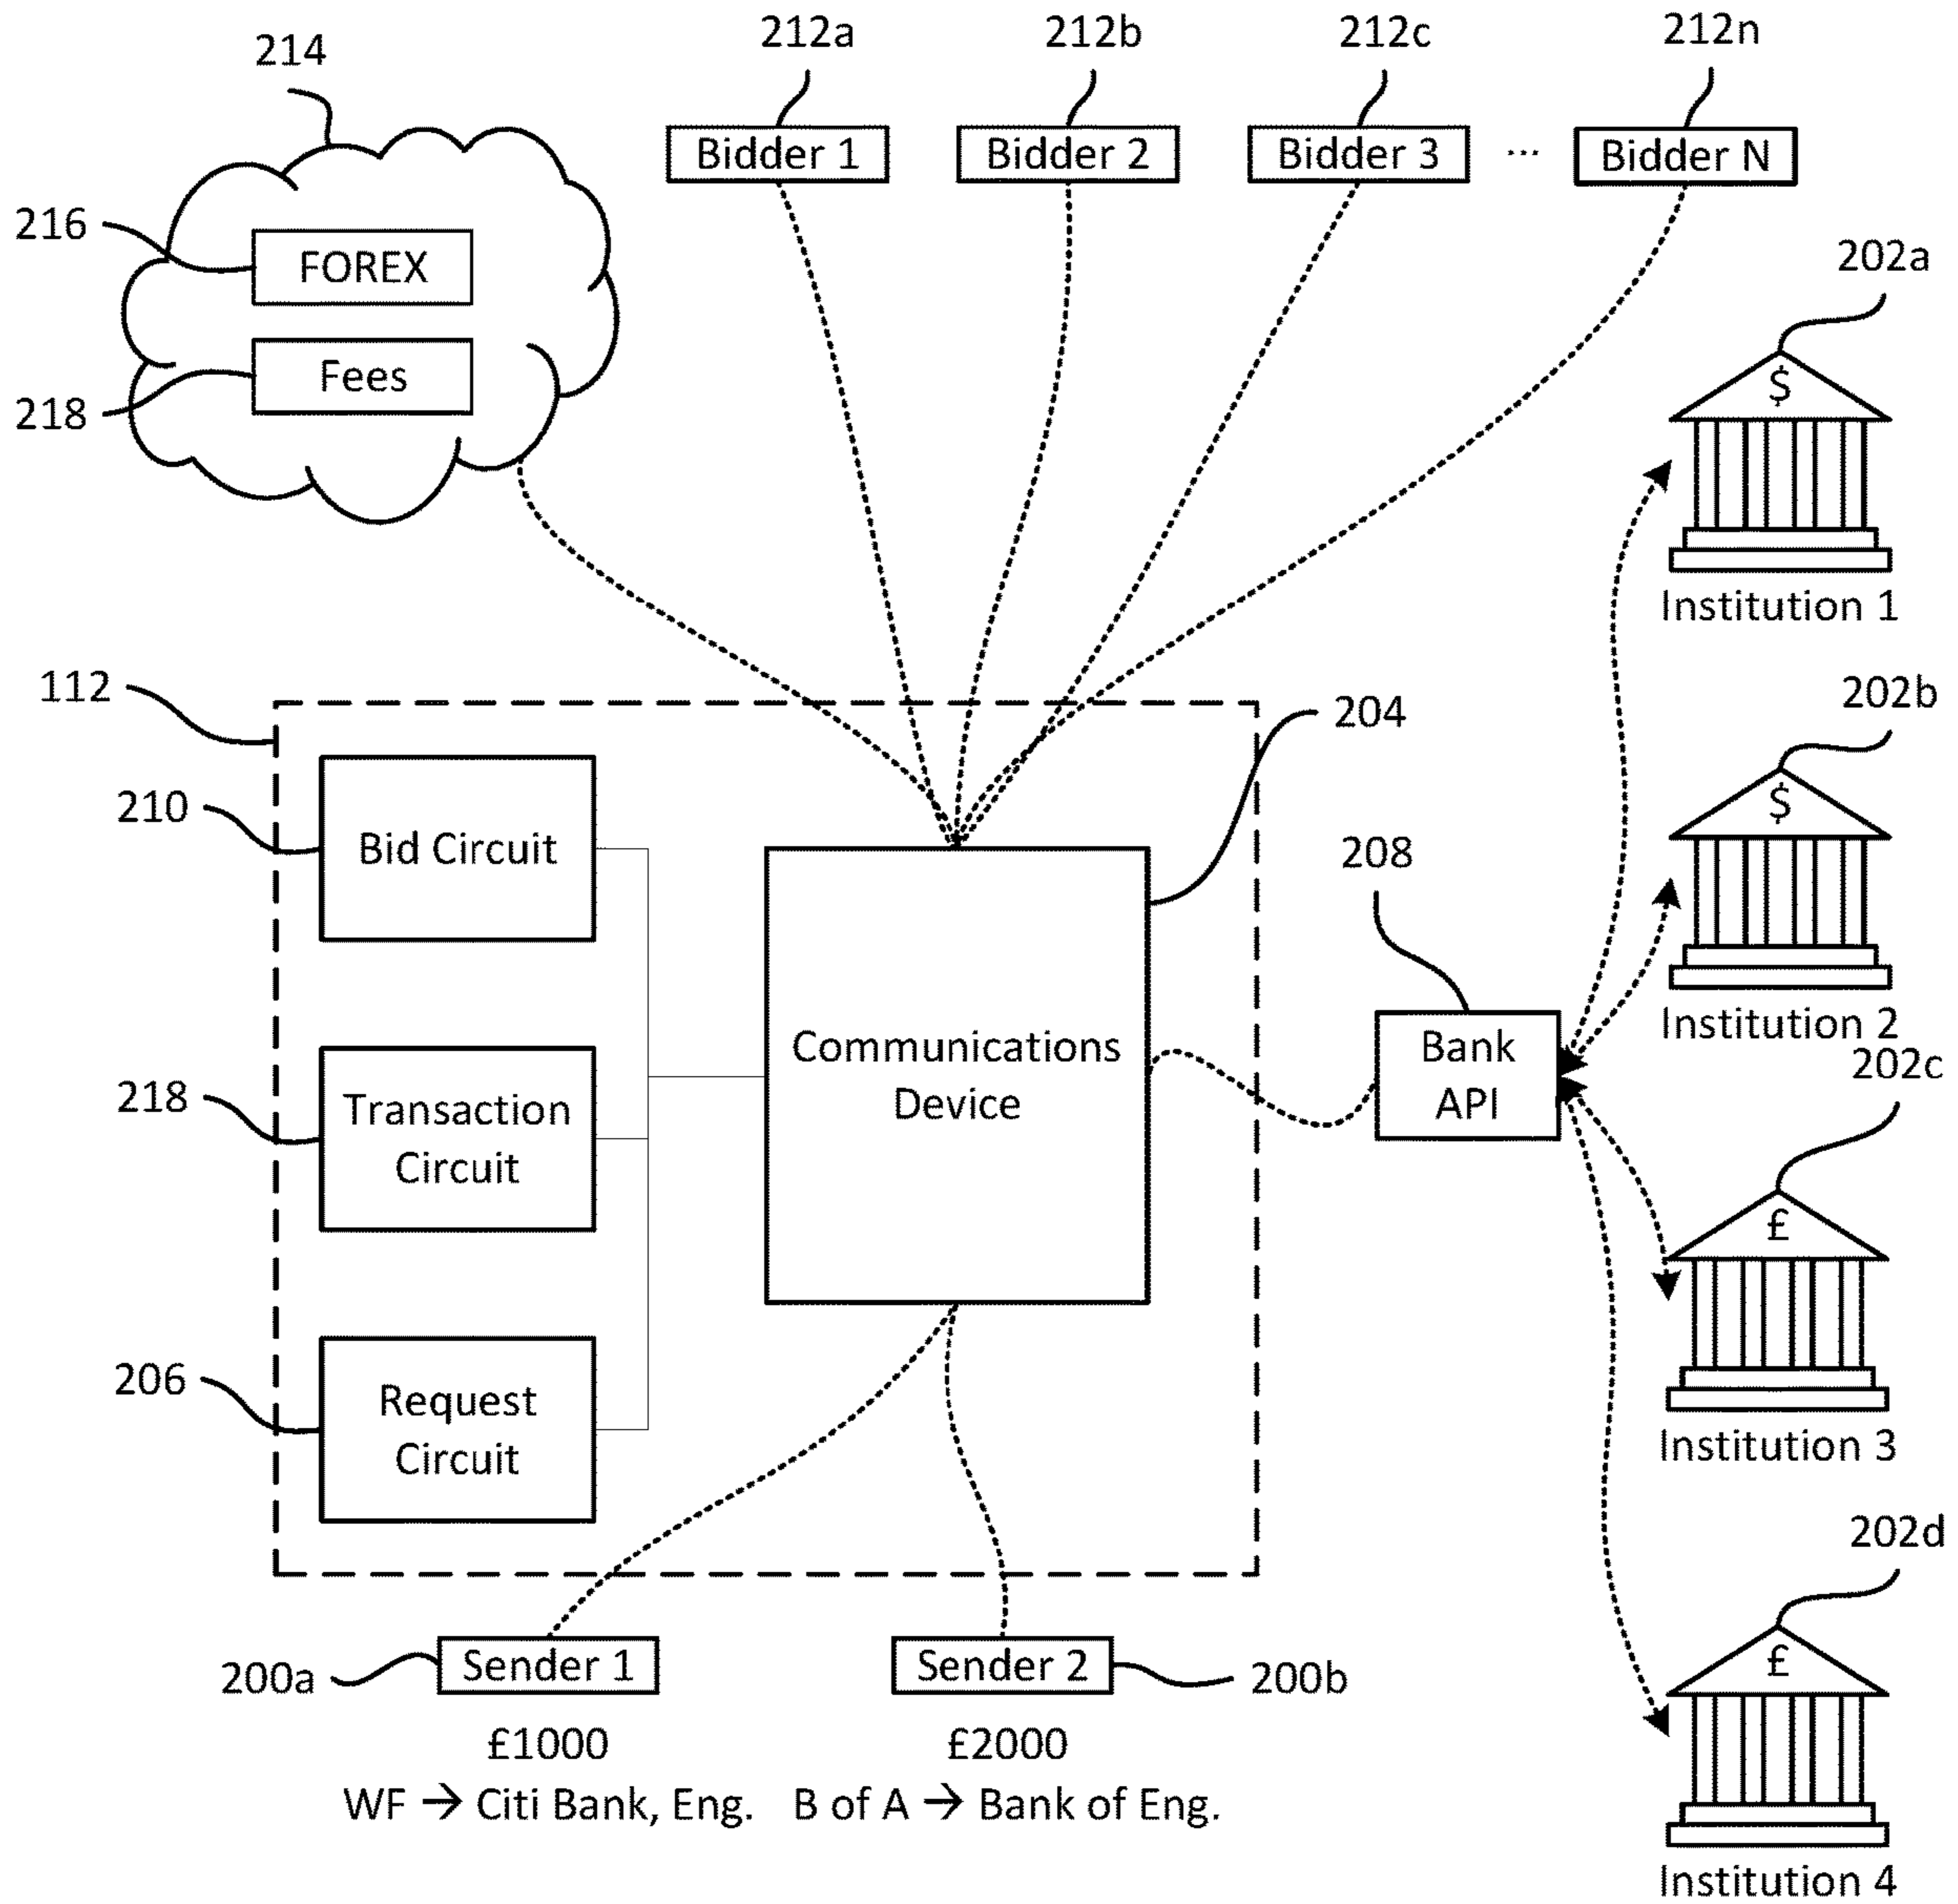 212a
212b
212c
212n
214
Bidder 1
Bidder 2
Bidder 3
...
Bidder N
216
FOREX
202a
Fees
218
$
Institution 1
112
204
202b
210
Bid Circuit
$
208
Institution 2
Communications
Device
Bank
API
202c
218
Transaction
Circuit
£
206
Request
Circuit
Institution 3
202d
200a
Sender 1
Sender 2
200b
£
£1000
£2000
WF → Citi Bank, Eng.
B of A → Bank of Eng.
Institution 4